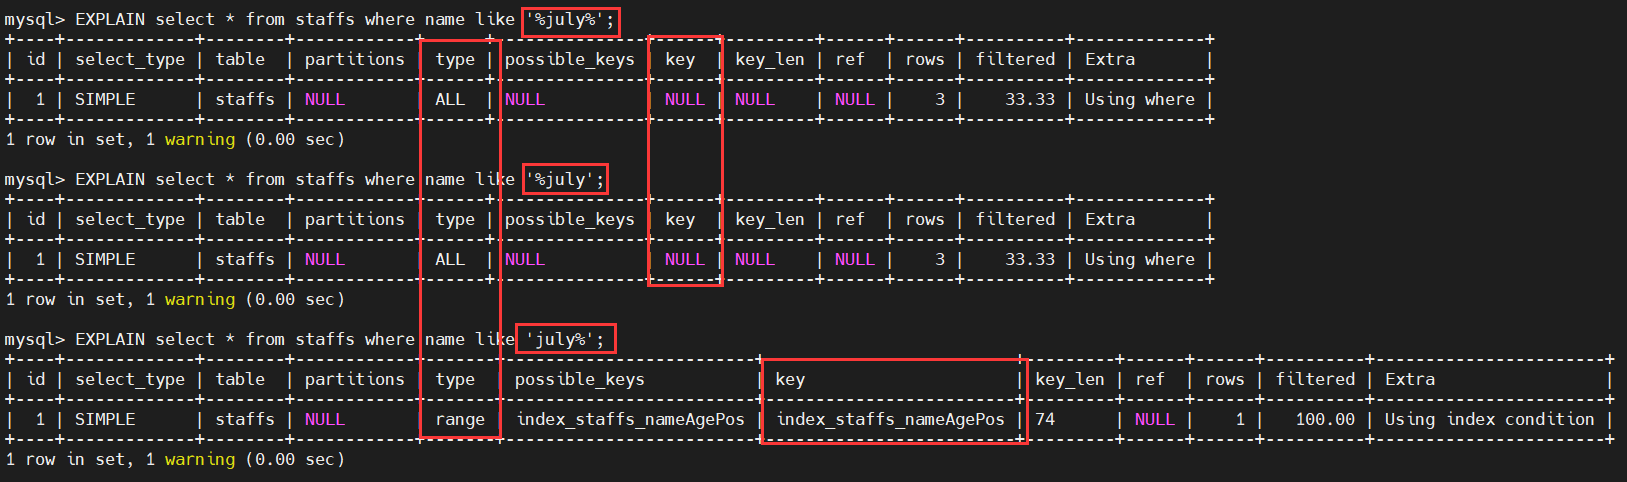 mysql> EXPLAIN select * from staffs where name like '%july%';
+----+-------------+--------+------------+------+---------------+------+---------+------+------+----------+-------------+
| id | select_type | table  | partitions | type | possible_keys | key  | key_len | ref  | rows | filtered | Extra       |
+----+-------------+--------+------------+------+---------------+------+---------+------+------+----------+-------------+
|  1 | SIMPLE      | staffs | NULL       | ALL  | NULL          | NULL | NULL    | NULL |    3 |    33.33 | Using where |
+----+-------------+--------+------------+------+---------------+------+---------+------+------+----------+-------------+
1 row in set, 1 warning (0.00 sec)
mysql> EXPLAIN select * from staffs where name like '%july';
+----+-------------+--------+------------+------+---------------+------+---------+------+------+----------+-------------+
| id | select_type | table  | partitions | type | possible_keys | key  | key_len | ref  | rows | filtered | Extra       |
+----+-------------+--------+------------+------+---------------+------+---------+------+------+----------+-------------+
|  1 | SIMPLE      | staffs | NULL       | ALL  | NULL          | NULL | NULL    | NULL |    3 |    33.33 | Using where |
+----+-------------+--------+------------+------+---------------+------+---------+------+------+----------+-------------+
1 row in set, 1 warning (0.00 sec)
mysql> EXPLAIN select * from staffs where name like 'july%';
+----+-------------+--------+------------+-------+-----------------------+-----------------------+---------+------+------+----------+-----------------------+
| id | select_type | table  | partitions | type  | possible_keys         | key                   | key_len | ref  | rows | filtered | Extra                 |
+----+-------------+--------+------------+-------+-----------------------+-----------------------+---------+------+------+----------+-----------------------+
|  1 | SIMPLE      | staffs | NULL       | range | index_staffs_nameAgePos | index_staffs_nameAgePos | 74      | NULL |    1 |   100.00 | Using index condition |
+----+-------------+--------+------------+-------+-----------------------+-----------------------+---------+------+------+----------+-----------------------+
1 row in set, 1 warning (0.00 sec)